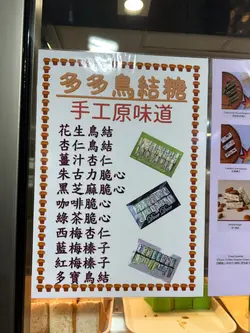 多多鳥結糖
手工原味道
花生鳥結
杏仁鳥結
薑汁杏仁
朱古力脆心
黑芝麻脆心
咖啡脆心
綠茶脆心
西梅杏仁
藍莓榛子
紅莓榛子
多寶鳥結